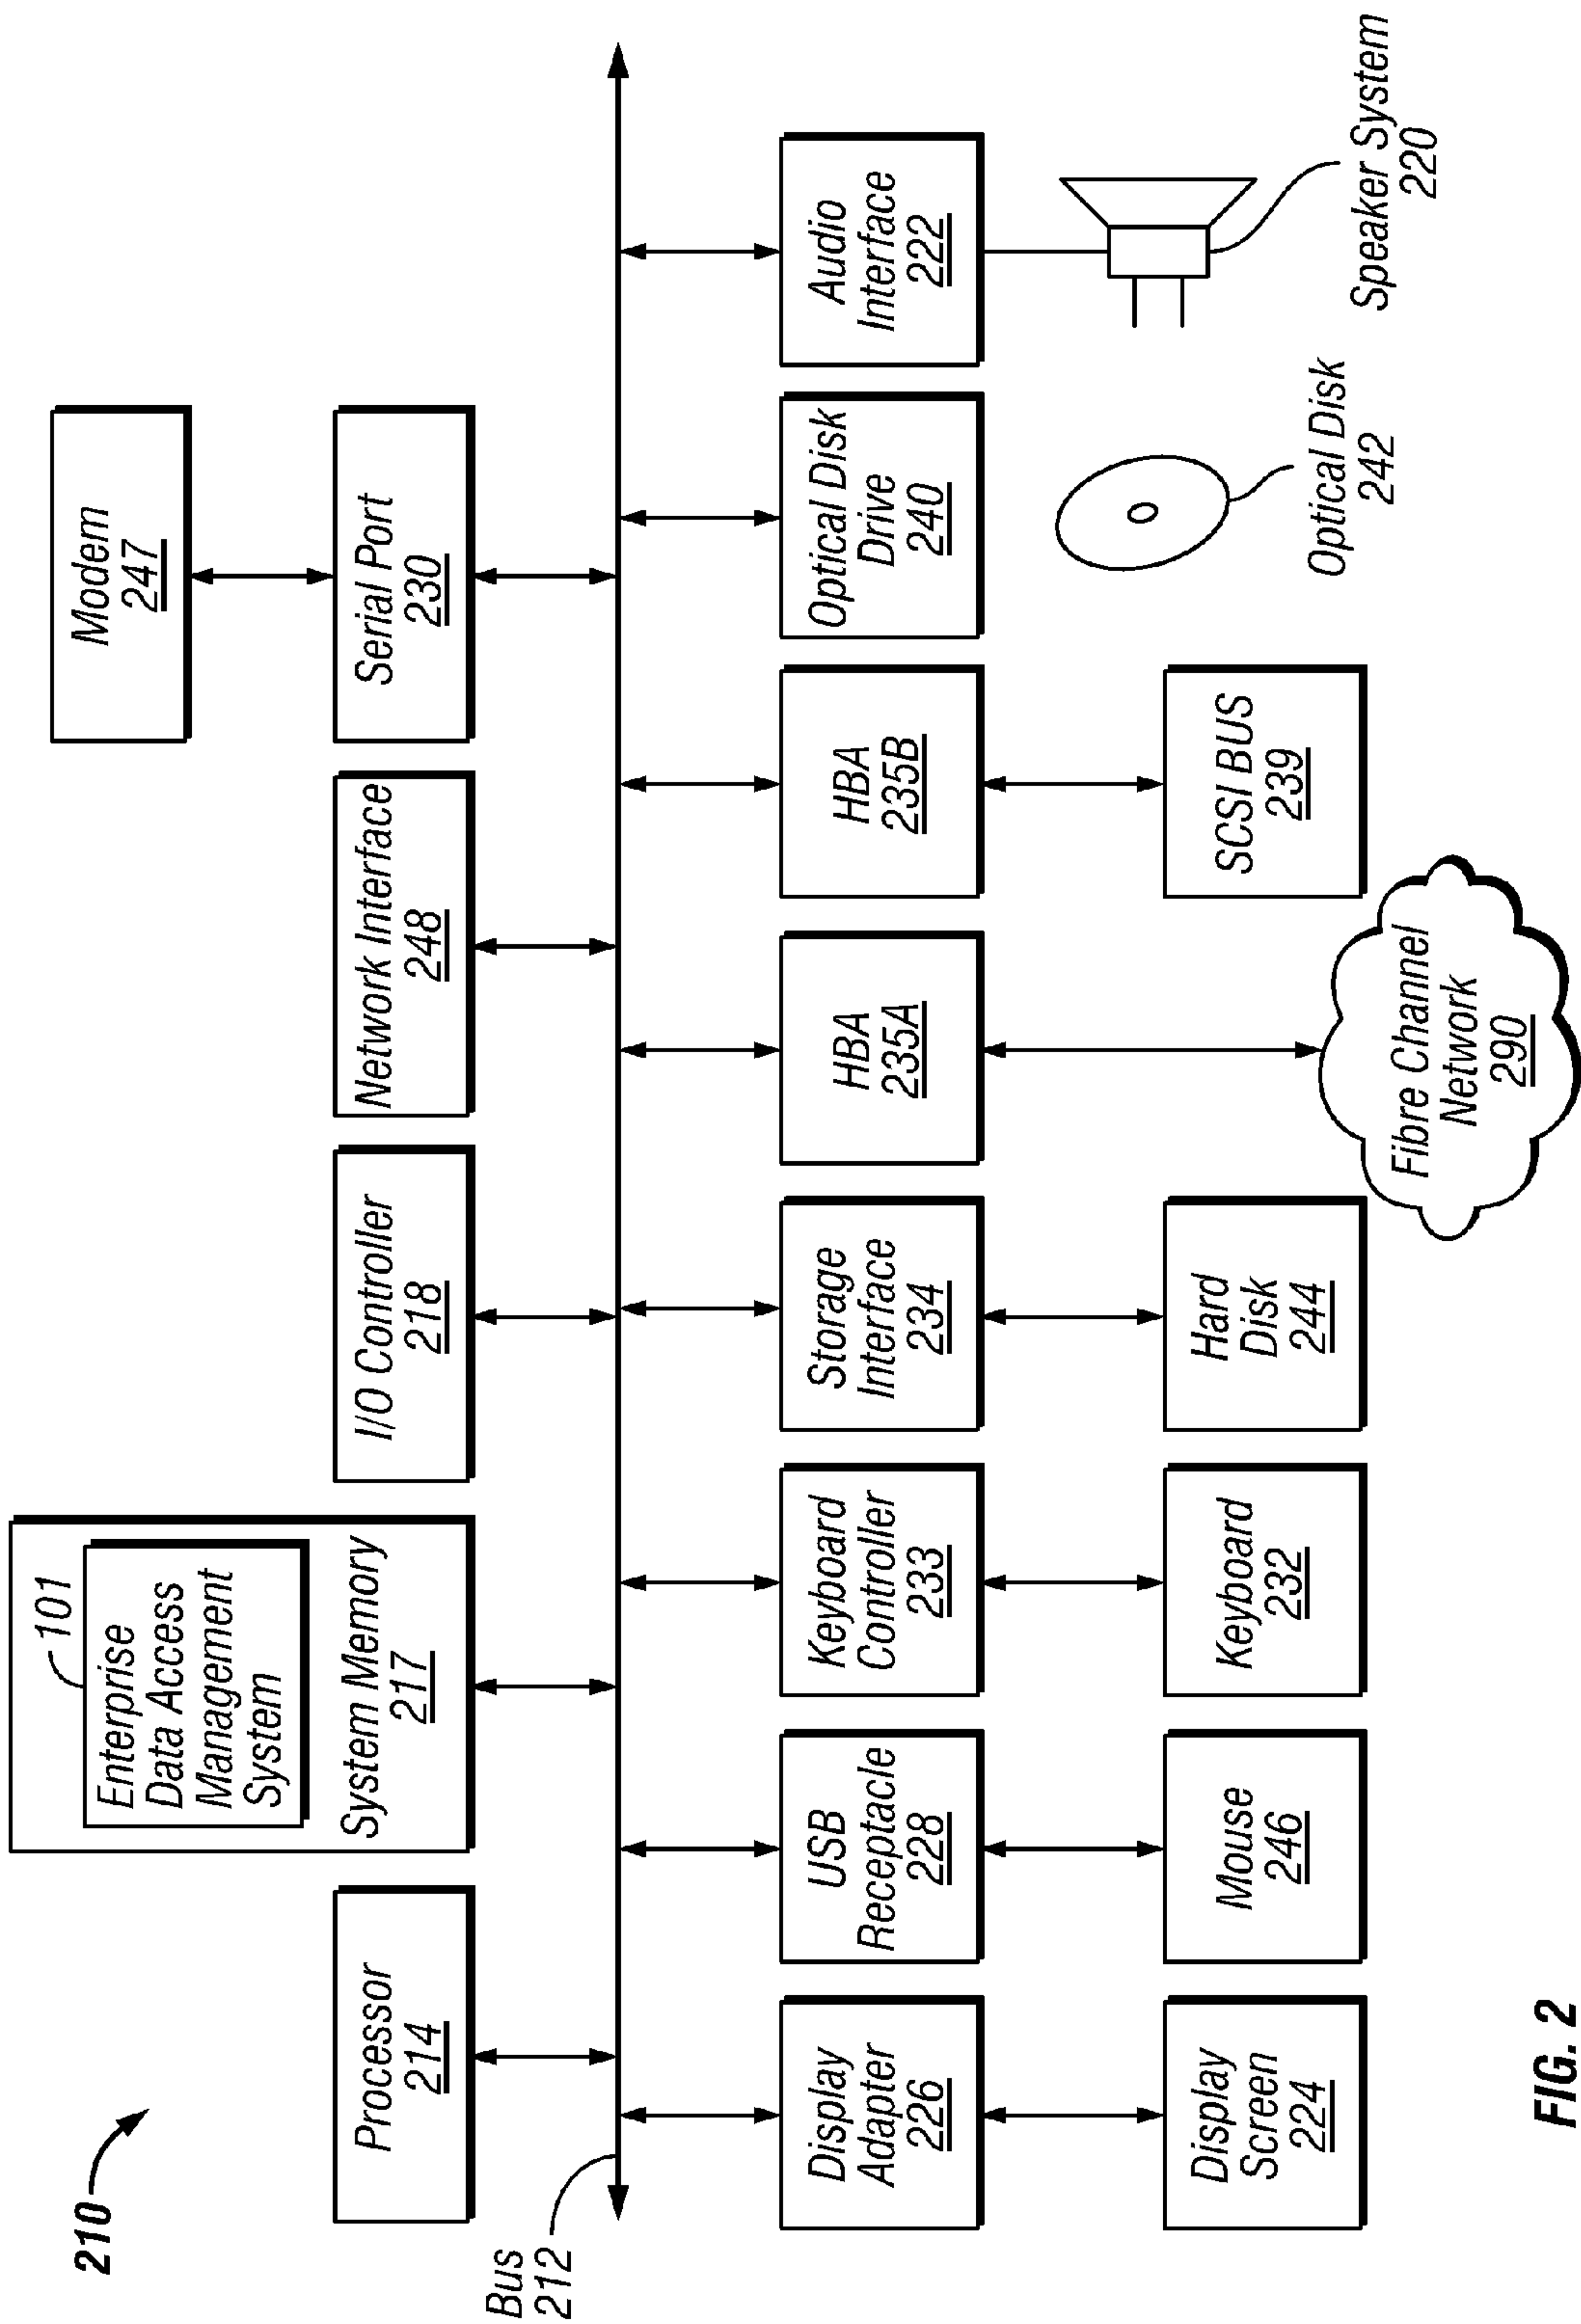 210
Processor
214
101
Enterprise
Data Access
Management
System
System Memory
217
I/O Controller
218
Network Interface
248
Modem
247
Serial Port
230
Bus
212
Display
Adapter
226
USB
Receptacle
228
Keyboard
Controller
233
Storage
Interface
234
HBA
235A
HBA
235B
Optical Disk
Drive
240
Audio
Interface
222
Display
Screen
224
Mouse
246
Keyboard
232
Hard
Disk
244
Fibre Channel
Network
290
SCSI BUS
239
Optical Disk
242
Speaker System
220
FIG. 2